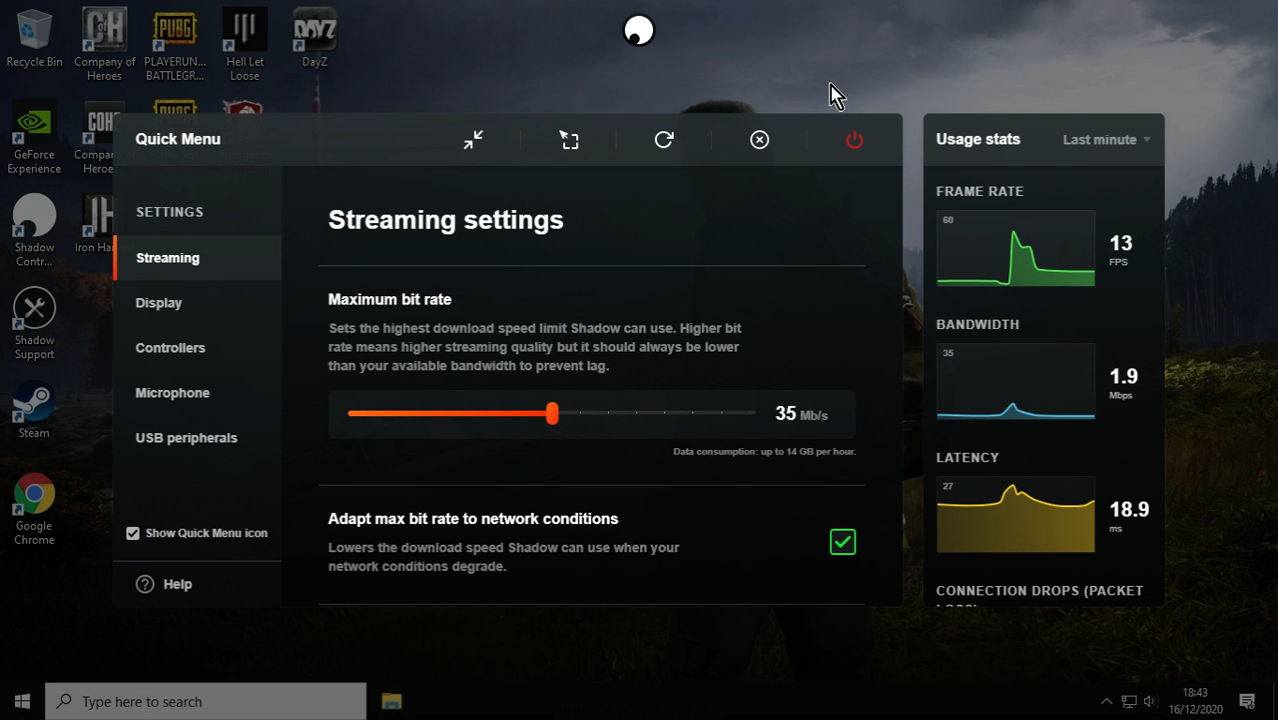 Recycle Bin
Company of
Heroes
PLAYERUN...
BATTLEGR...
Hell Let
Loose
DAYZ
DayZ
PUBG
GeForce
Experience
COH
Compan
Heroe
Shadow
Contr...
Iron Ha
Shadow
Support
Steam
Google
Chrome
Quick Menu
SETTINGS
Streaming
Display
Controllers
Microphone
USB peripherals
Show Quick Menu icon
Help
Streaming settings
Maximum bit rate
Sets the highest download speed limit Shadow can use. Higher bit
rate means higher streaming quality but it should always be lower
than your available bandwidth to prevent lag.
35 Mb/s
Data consumption: up to 14 GB per hour.
Adapt max bit rate to network conditions
Lowers the download speed Shadow can use when your
network conditions degrade.
Usage stats
Last minute
FRAME RATE
60
13
FPS
BANDWIDTH
35
1.9
Mbps
LATENCY
27
18.9
ms
CONNECTION DROPS (PACKET
Type here to search
18:43
16/12/2020